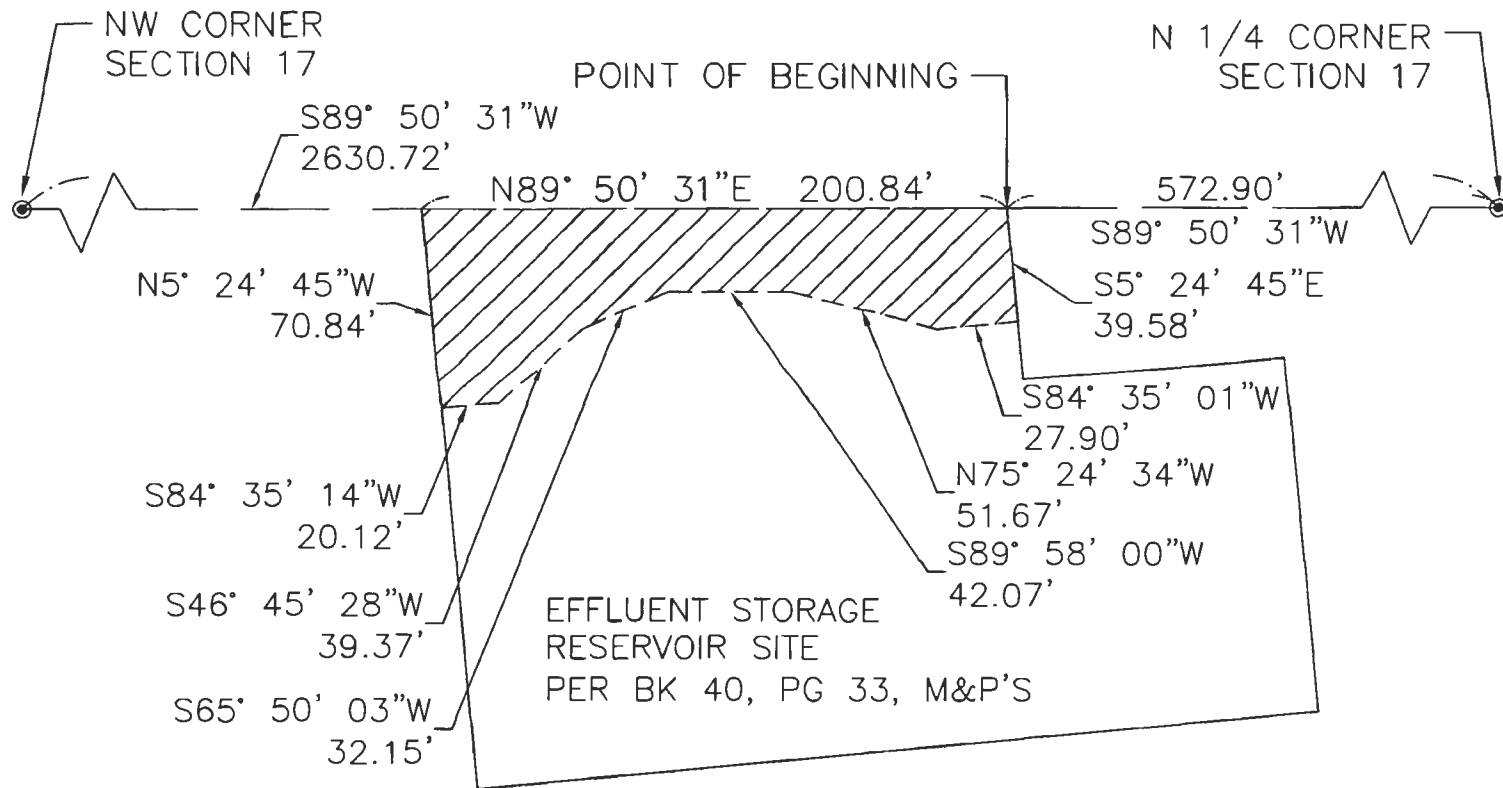 NW CORNER
SECTION 17
N 1/4 CORNER
SECTION 17
POINT OF BEGINNING
S89° 50' 31"W
2630.72'
N89° 50' 31"E 200.84'
572.90'
S89° 50' 31"W
N5° 24' 45"W
70.84'
S5° 24' 45"E
39.58'
S84° 35' 01"W
27.90'
N75° 24' 34"W
51.67'
S89° 58' 00"W
42.07'
S84° 35' 14"W
20.12'
S46° 45' 28"W
39.37'
S65° 50' 03"W
32.15'
EFFLUENT STORAGE
RESERVOIR SITE
PER BK 40, PG 33, M&P'S